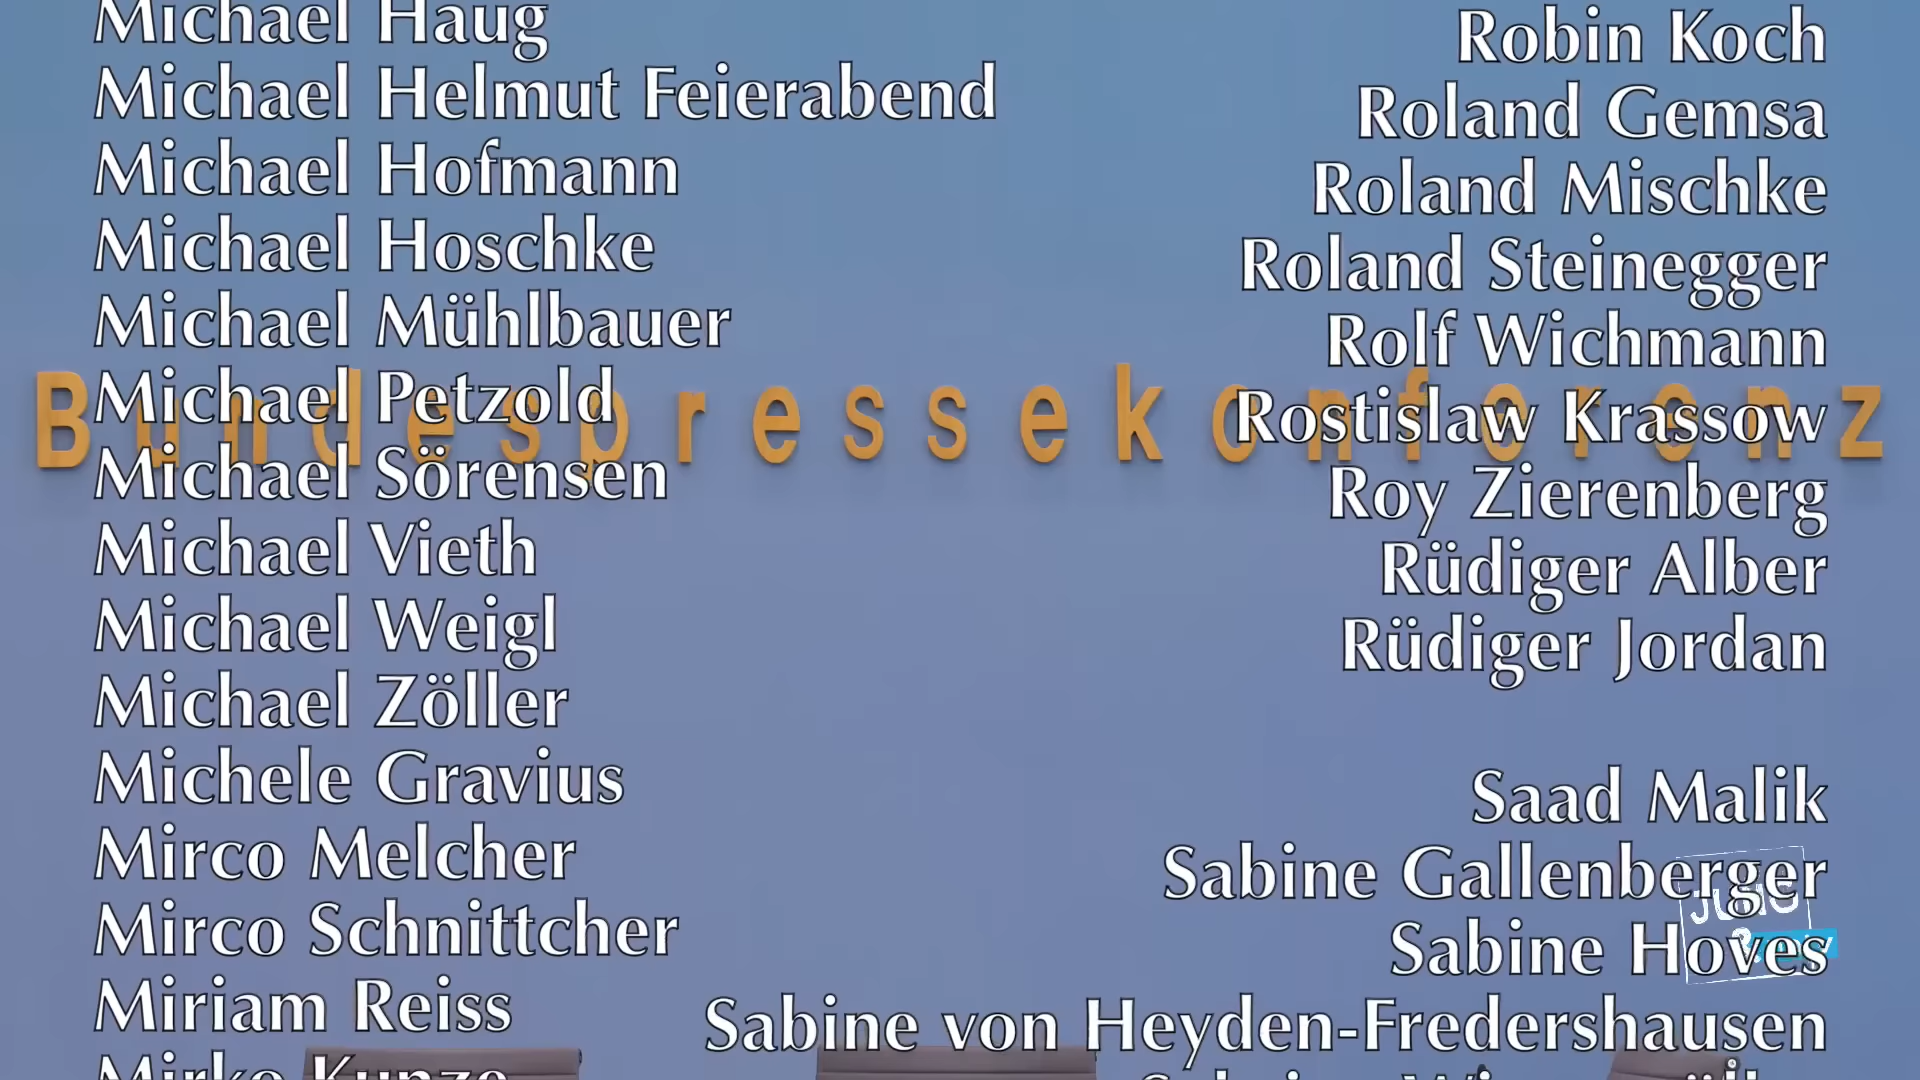 Michael Haug
Michael Helmut Feierabend
Michael Hofmann
Michael Hoschke
Michael Mühlbauer
Michael Petzold
Michael Sörensen
Michael Vieth
Michael Weigl
Michael Zöller
Michele Gravius
Mirco Melcher
Mirco Schnittcher
Miriam Reiss
Mirko Kunze
Robin Koch
Roland Gemsa
Roland Mischke
Roland Steinegger
Rolf Wichmann
Rostislaw Krassow
Roy Zierenberg
Rüdiger Alber
Rüdiger Jordan
Saad Malik
Sabine Gallenberger
Sabine Hoves
Sabine von Heyden-Fredershausen
Bundespressekonferenz
JUNG